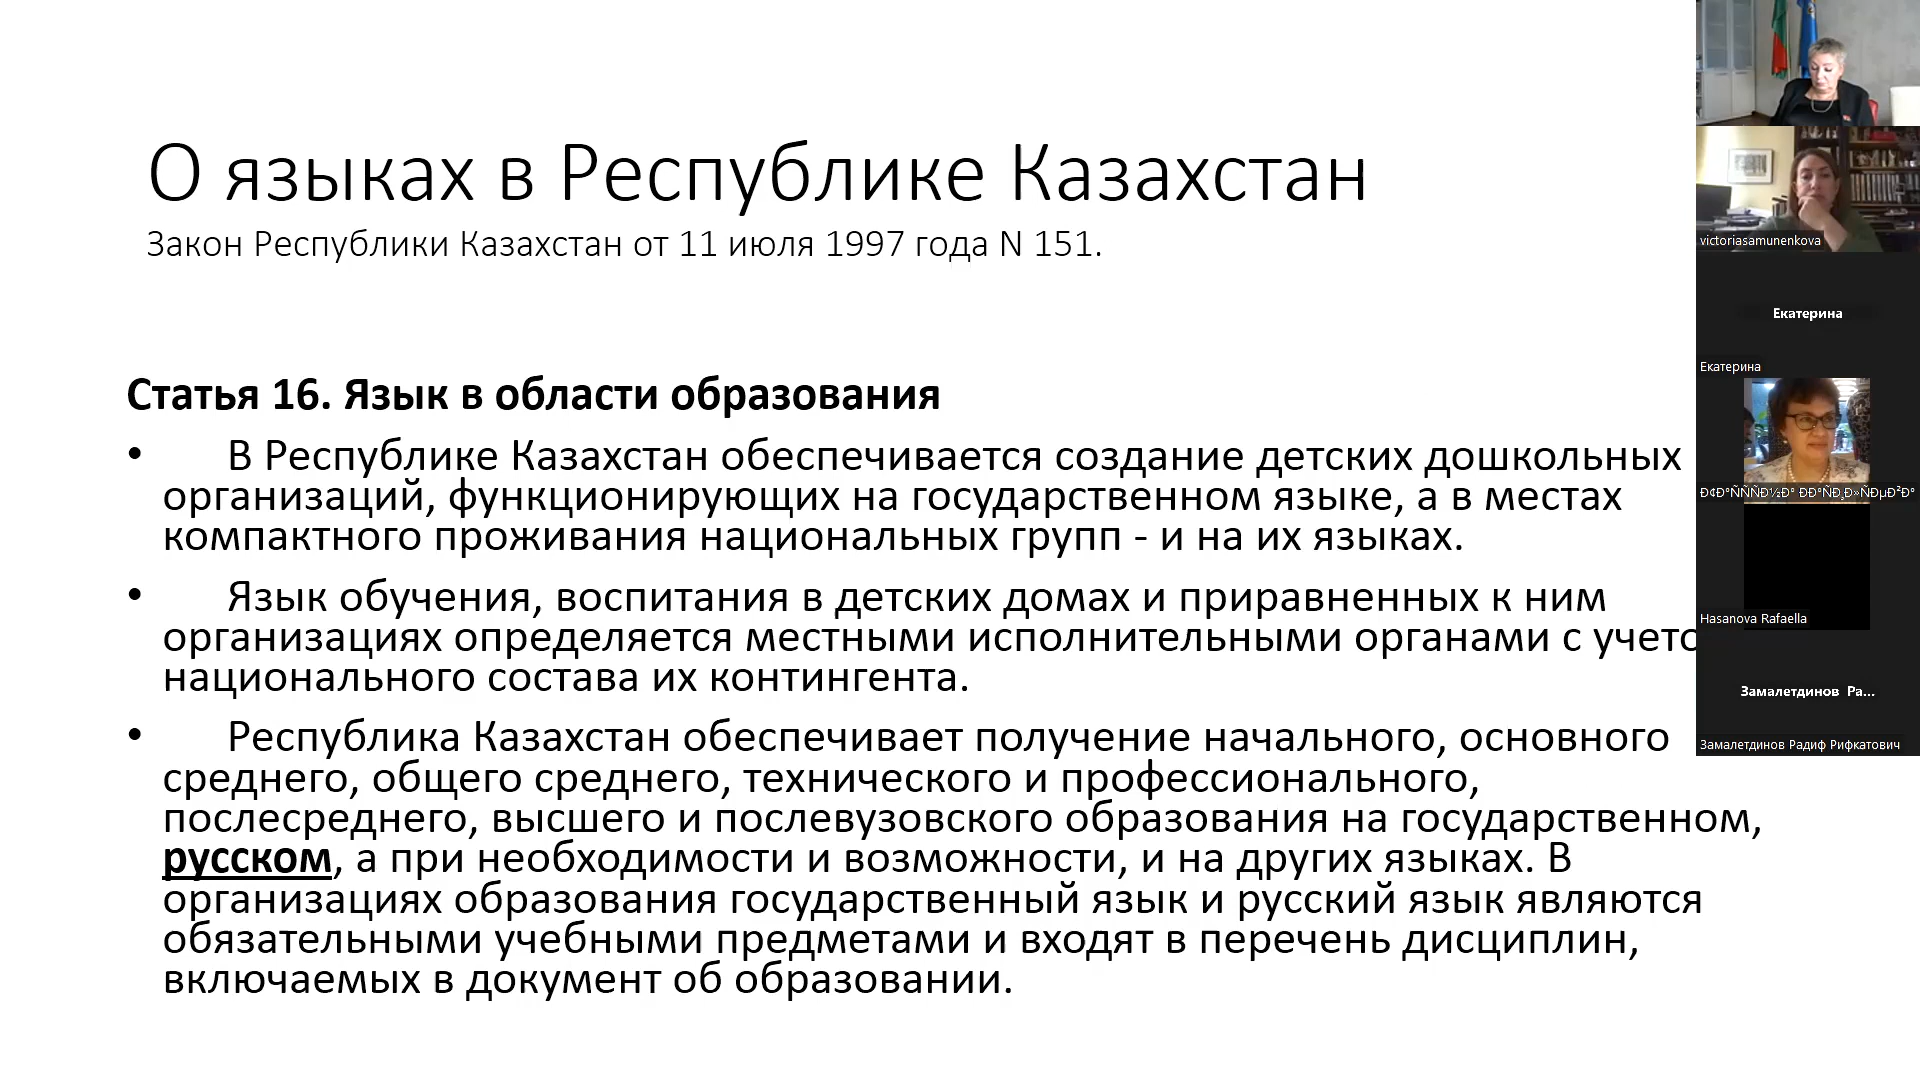 О языках в Республике Казахстан
Закон Республики Казахстан от 11 июля 1997 года N 151.
Статья 16. Язык в области образования
• В Республике Казахстан обеспечивается создание детских дошкольных
организаций, функционирующих на государственном языке, а в местах
компактного проживания национальных групп - и на их языках.
• Язык обучения, воспитания в детских домах и приравненных к ним
организациях определяется местными исполнительными органами с учето
национального состава их контингента.
• Республика Казахстан обеспечивает получение начального, основного
среднего, общего среднего, технического и профессионального,
послесреднего, высшего и послевузовского образования на государственном,
русском, а при необходимости и возможности, и на других языках. В
организациях образования государственный язык и русский язык являются
обязательными учебными предметами и входят в перечень дисциплин,
включаемых в документ об образовании.
victoriasamunenkova
Екатерина
Екатерина
Hasanova Rafaella
Замалетдинов Ра...
Замалетдинов Радиф Рифкатович